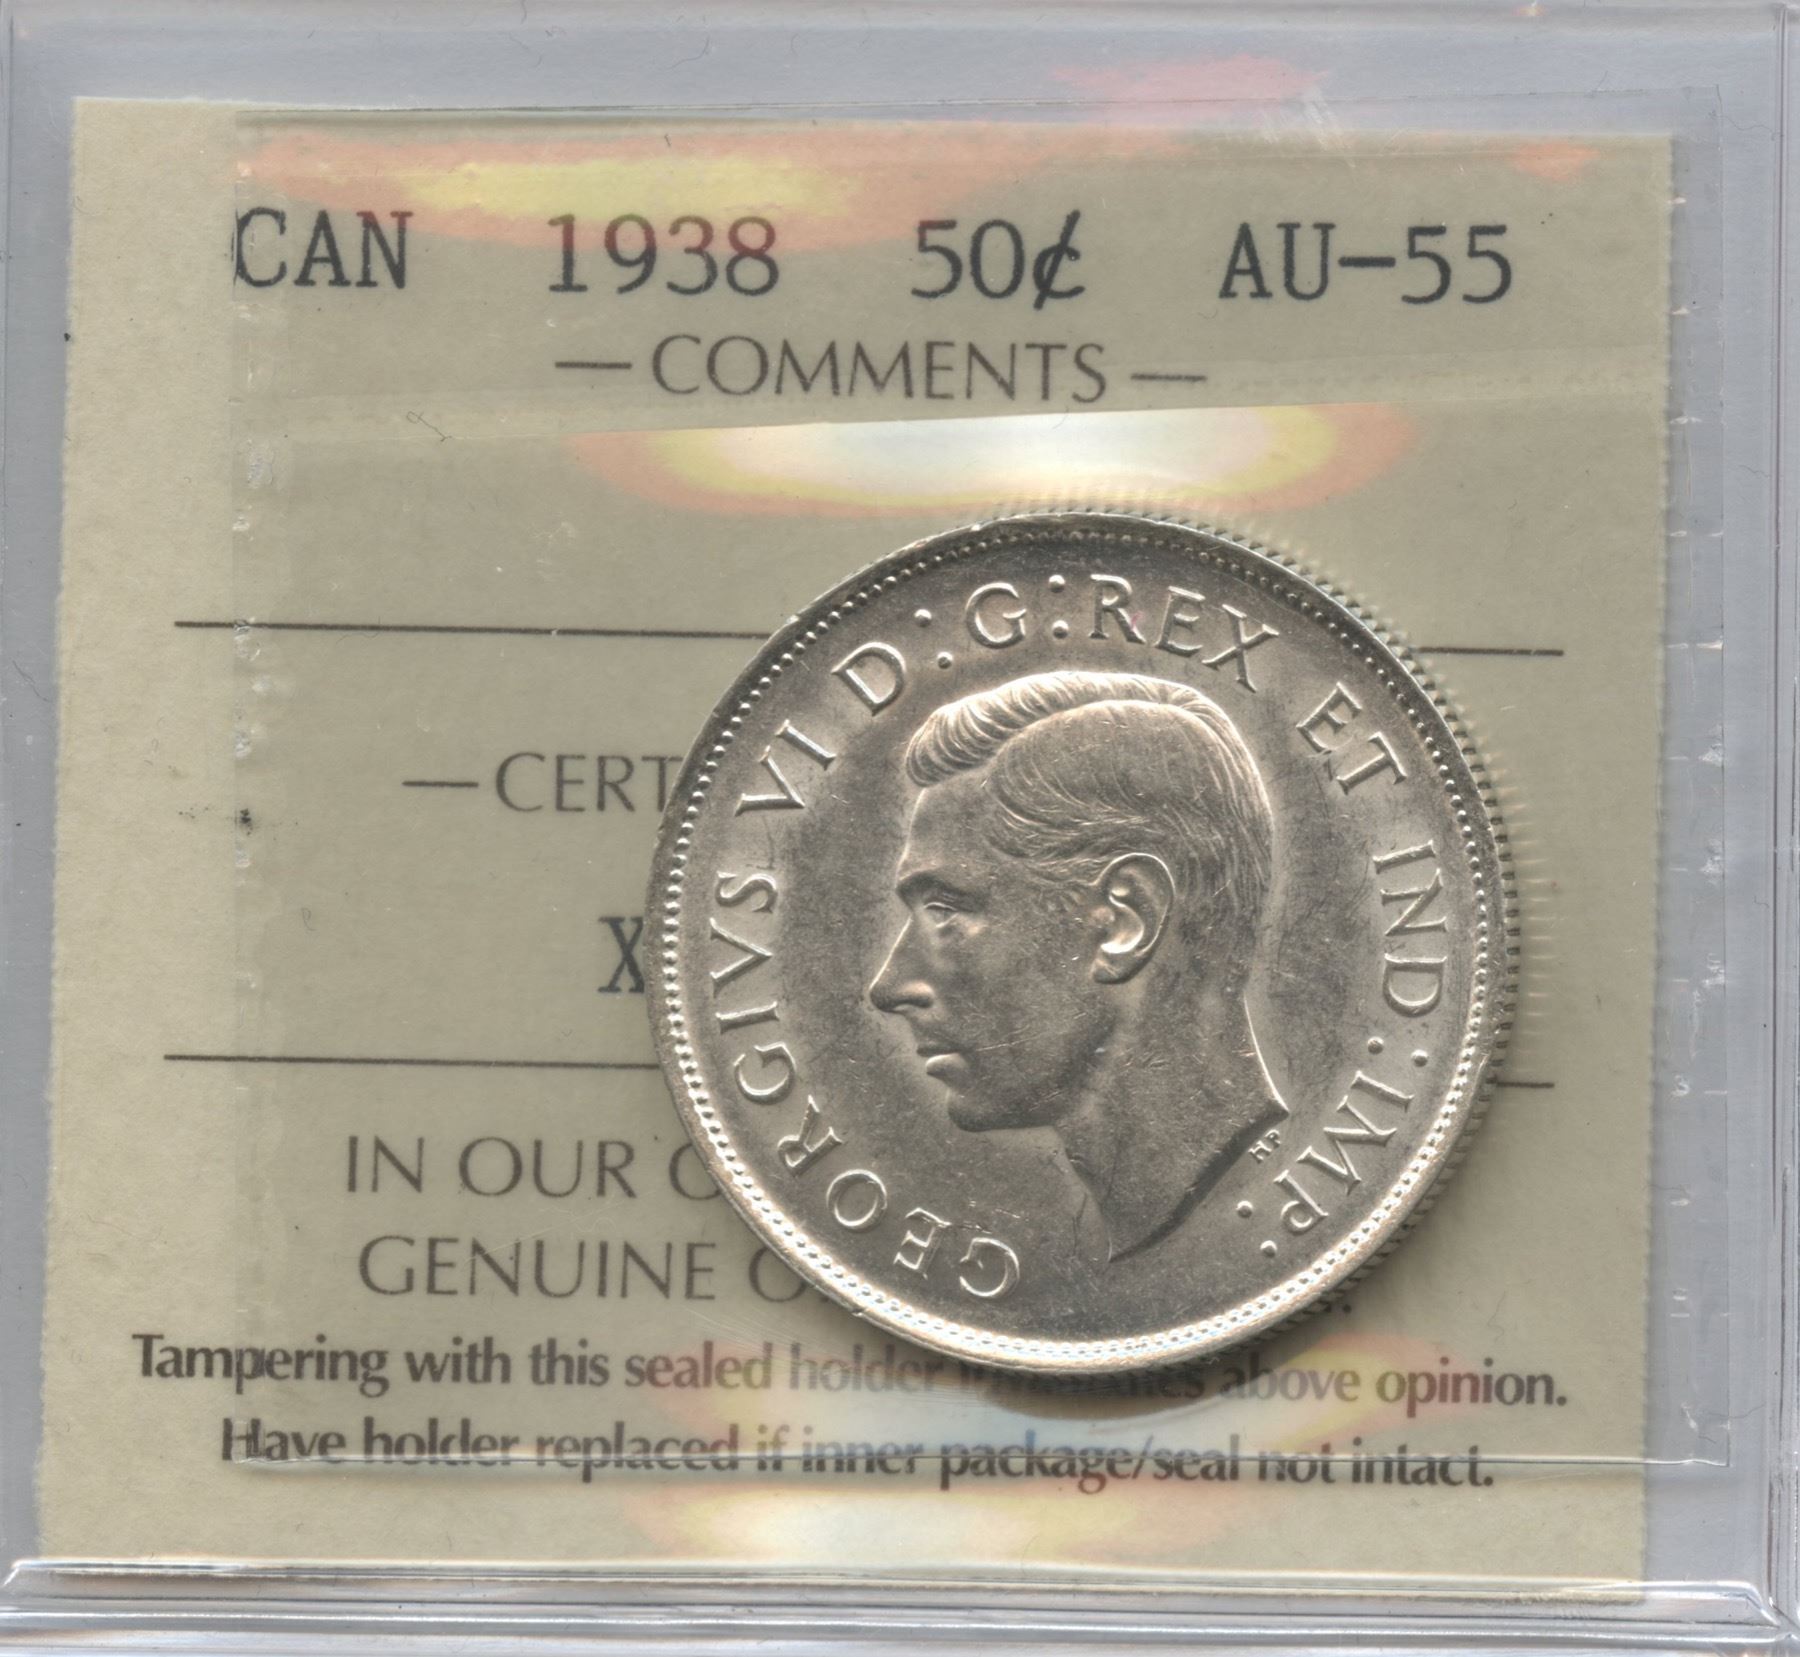 CAN 1938 50¢ AU-55
— COMMENTS —
GEORGIVS VI D:G:REX ET IND:IMP:
HP
— CERT
X
IN OUR O
GENUINE O
Tampering with this sealed holder above opinion.
Have holder replaced if inner package/seal not intact.